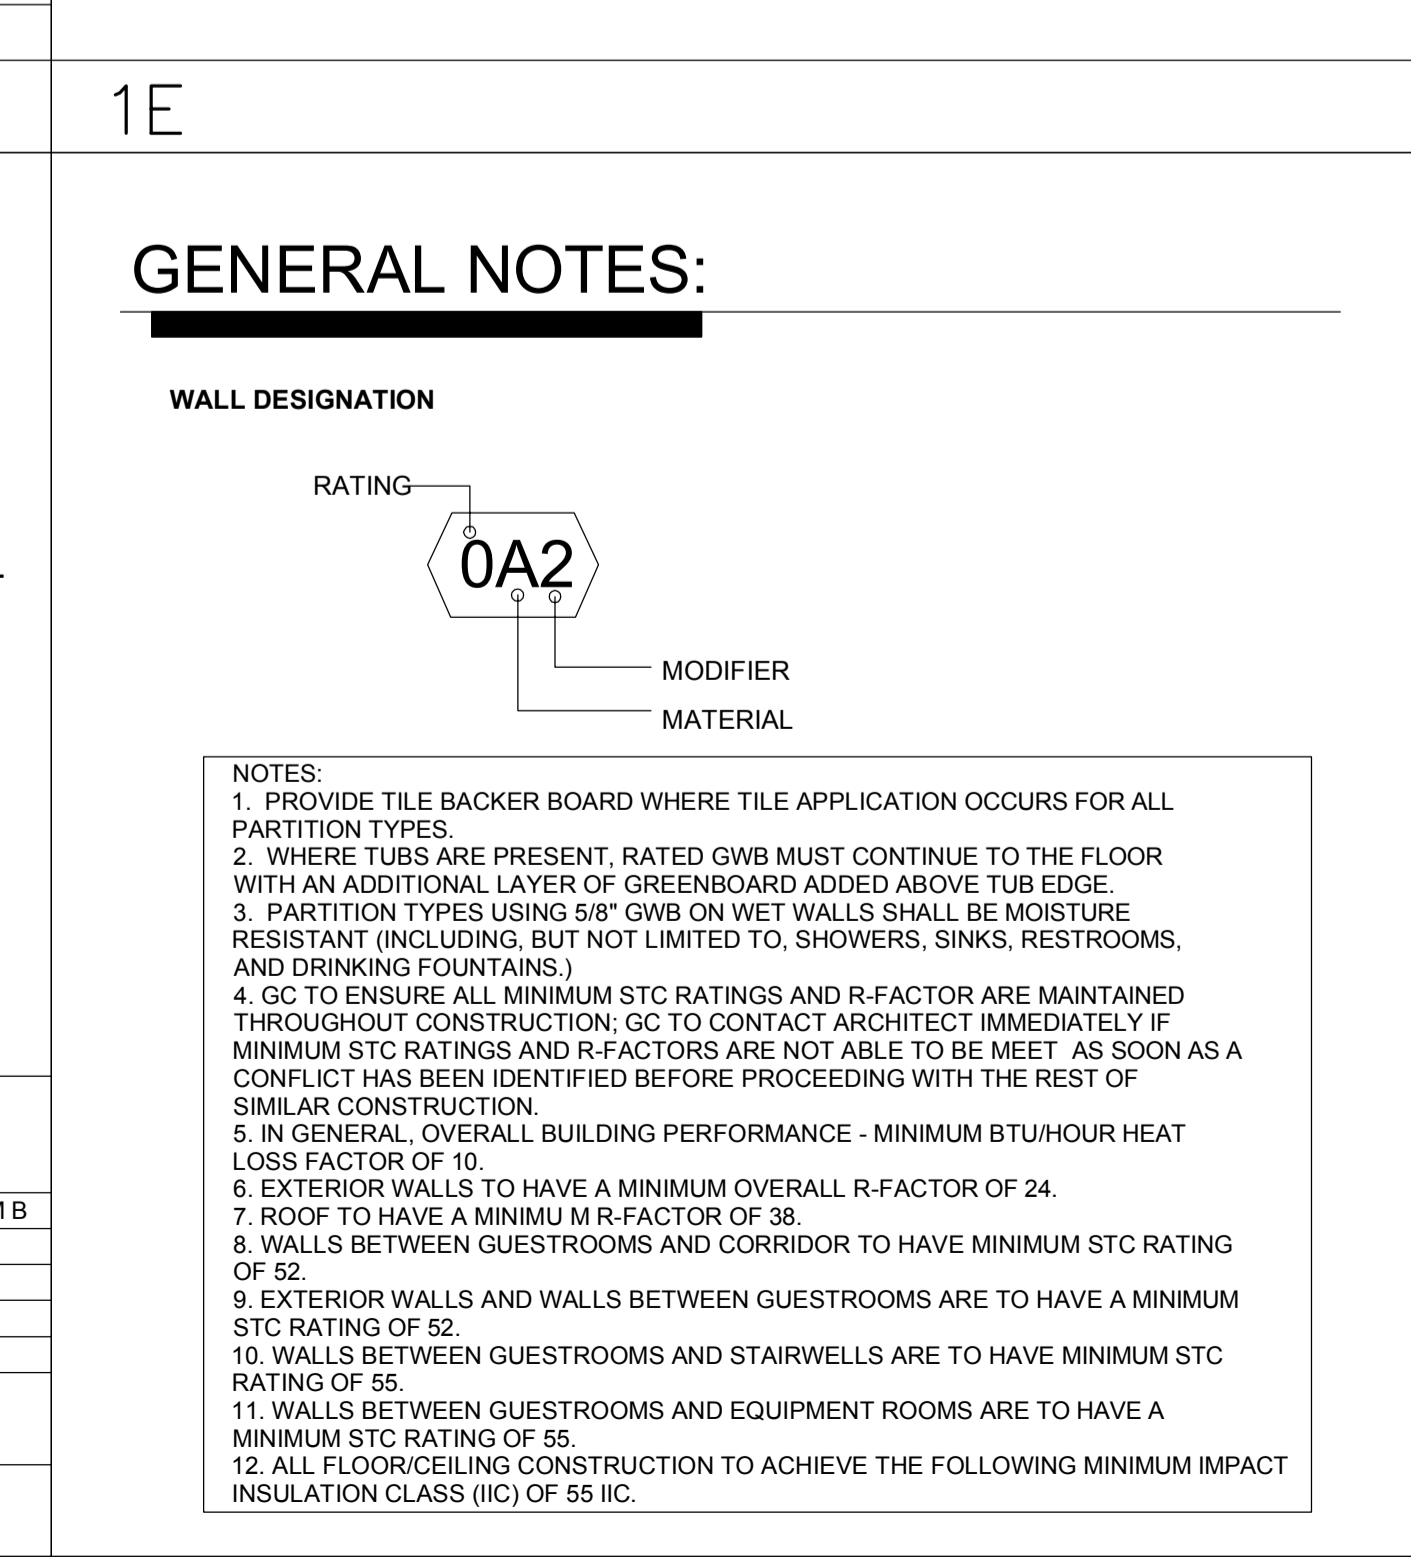 1E
GENERAL NOTES:
WALL DESIGNATION
RATING
0A2
MODIFIER
MATERIAL
NOTES:
1. PROVIDE TILE BACKER BOARD WHERE TILE APPLICATION OCCURS FOR ALL
PARTITION TYPES.
2. WHERE TUBS ARE PRESENT, RATED GWB MUST CONTINUE TO THE FLOOR
WITH AN ADDITIONAL LAYER OF GREENBOARD ADDED ABOVE TUB EDGE.
3. PARTITION TYPES USING 5/8" GWB ON WET WALLS SHALL BE MOISTURE
RESISTANT (INCLUDING, BUT NOT LIMITED TO, SHOWERS, SINKS, RESTROOMS,
AND DRINKING FOUNTAINS.)
4. GC TO ENSURE ALL MINIMUM STC RATINGS AND R-FACTOR ARE MAINTAINED
THROUGHOUT CONSTRUCTION; GC TO CONTACT ARCHITECT IMMEDIATELY IF
MINIMUM STC RATINGS AND R-FACTORS ARE NOT ABLE TO BE MEET AS SOON AS A
CONFLICT HAS BEEN IDENTIFIED BEFORE PROCEEDING WITH THE REST OF
SIMILAR CONSTRUCTION.
5. IN GENERAL, OVERALL BUILDING PERFORMANCE - MINIMUM BTU/HOUR HEAT
LOSS FACTOR OF 10.
6. EXTERIOR WALLS TO HAVE A MINIMUM OVERALL R-FACTOR OF 24.
7. ROOF TO HAVE A MINIMU M R-FACTOR OF 38.
8. WALLS BETWEEN GUESTROOMS AND CORRIDOR TO HAVE MINIMUM STC RATING
OF 52.
9. EXTERIOR WALLS AND WALLS BETWEEN GUESTROOMS ARE TO HAVE A MINIMUM
STC RATING OF 52.
10. WALLS BETWEEN GUESTROOMS AND STAIRWELLS ARE TO HAVE MINIMUM STC
RATING OF 55.
11. WALLS BETWEEN GUESTROOMS AND EQUIPMENT ROOMS ARE TO HAVE A
MINIMUM STC RATING OF 55.
12. ALL FLOOR/CEILING CONSTRUCTION TO ACHIEVE THE FOLLOWING MINIMUM IMPACT
INSULATION CLASS (IIC) OF 55 IIC.